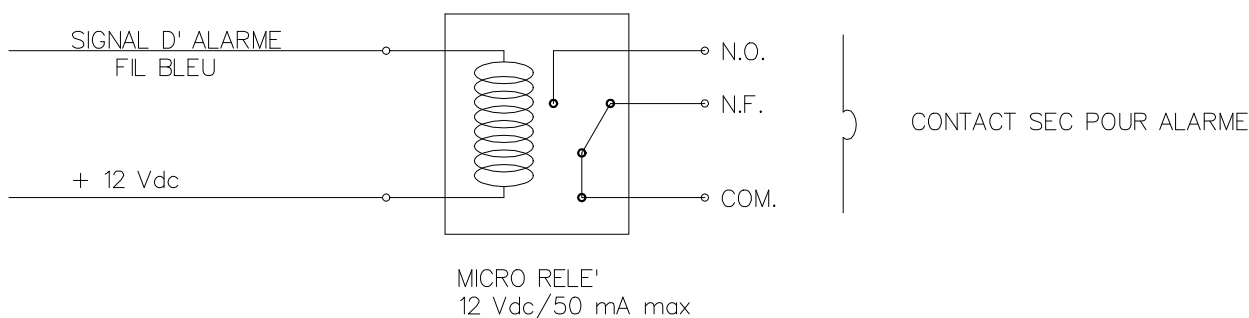 SIGNAL D' ALARME
FIL BLEU
+ 12 Vdc
N.O.
N.F.
COM.
CONTACT SEC POUR ALARME
MICRO RELE'
12 Vdc/50 mA max